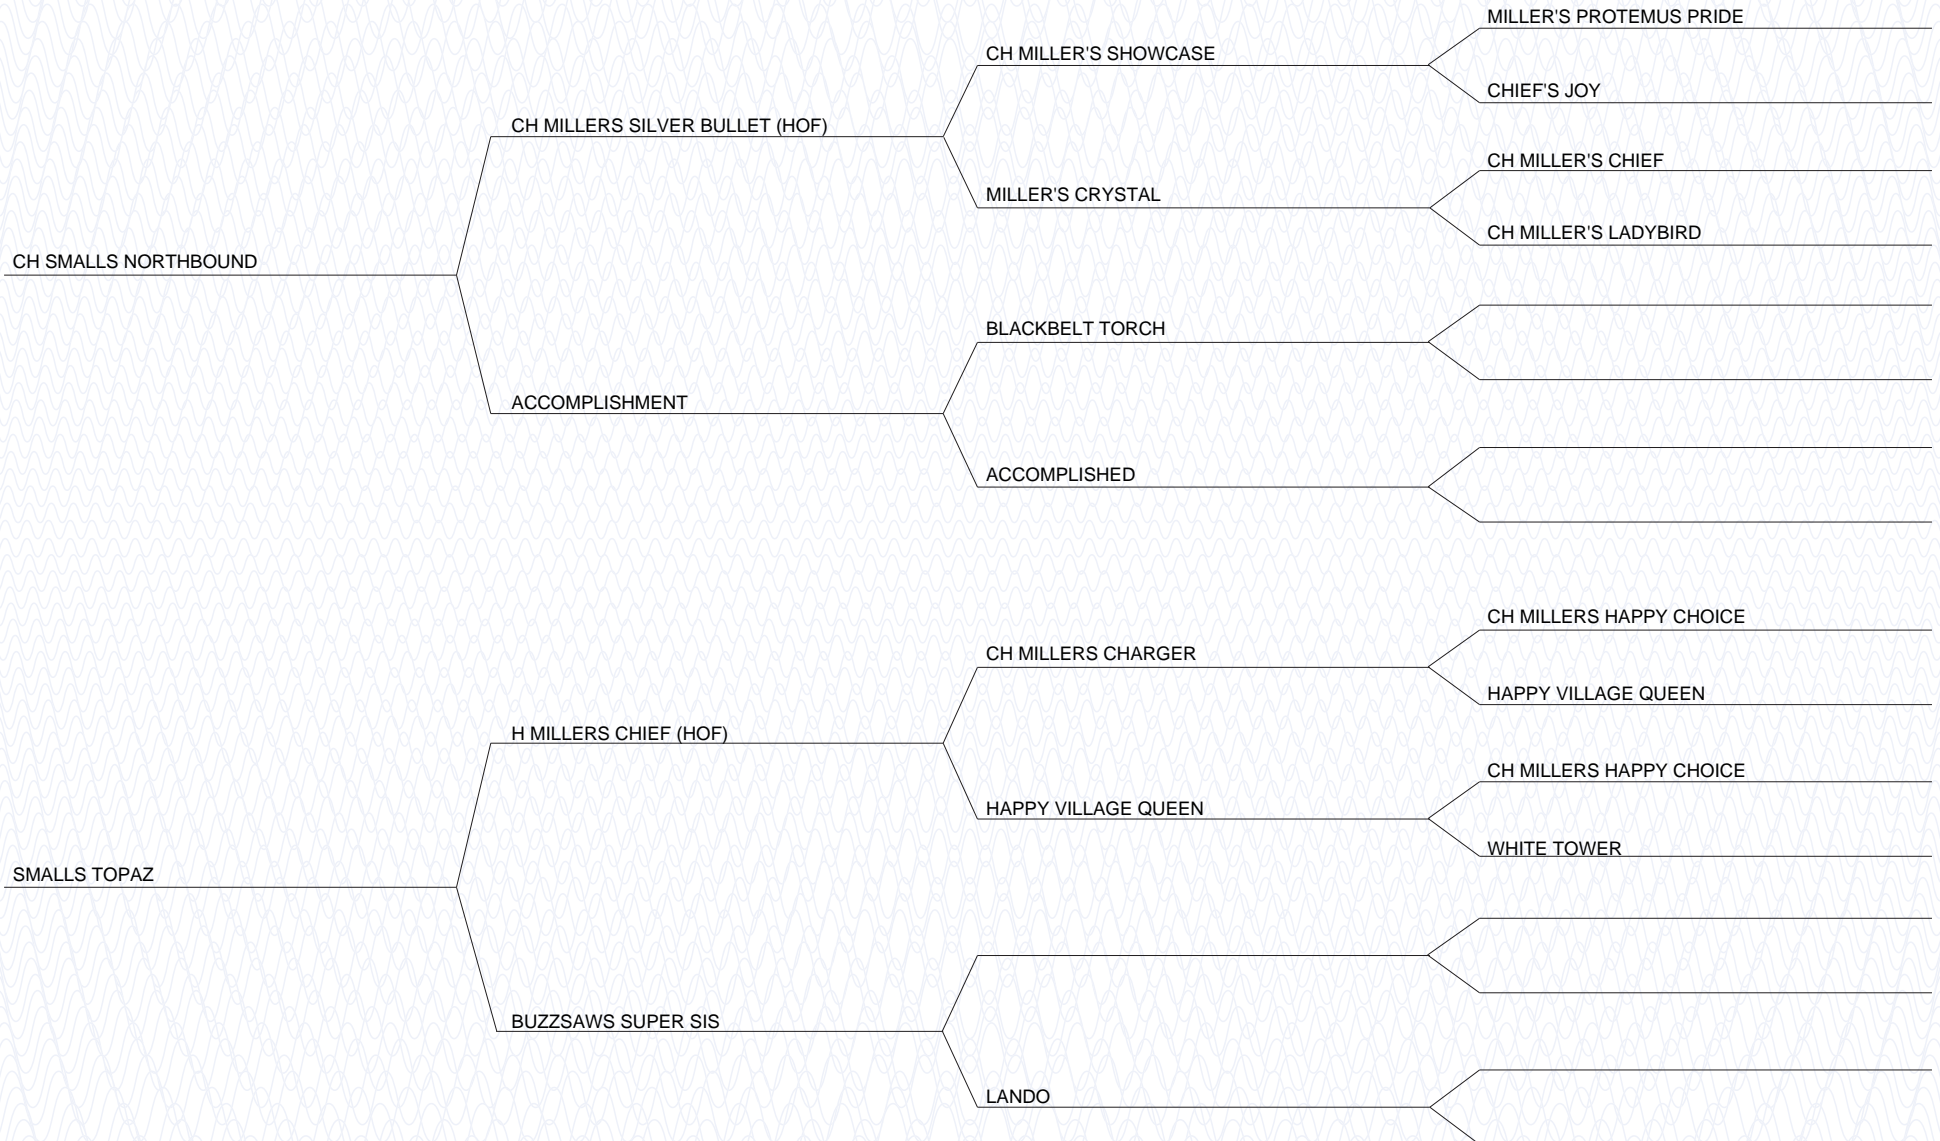 MILLER'S PROTEMUS PRIDE
CH MILLER'S SHOWCASE
CHIEF'S JOY
CH MILLERS SILVER BULLET (HOF)
CH MILLER'S CHIEF
MILLER'S CRYSTAL
CH MILLER'S LADYBIRD
CH SMALLS NORTHBOUND
BLACKBELT TORCH
ACCOMPLISHMENT
ACCOMPLISHED
CH MILLERS HAPPY CHOICE
CH MILLERS CHARGER
HAPPY VILLAGE QUEEN
H MILLERS CHIEF (HOF)
CH MILLERS HAPPY CHOICE
HAPPY VILLAGE QUEEN
WHITE TOWER
SMALLS TOPAZ
BUZZSAWS SUPER SIS
LANDO